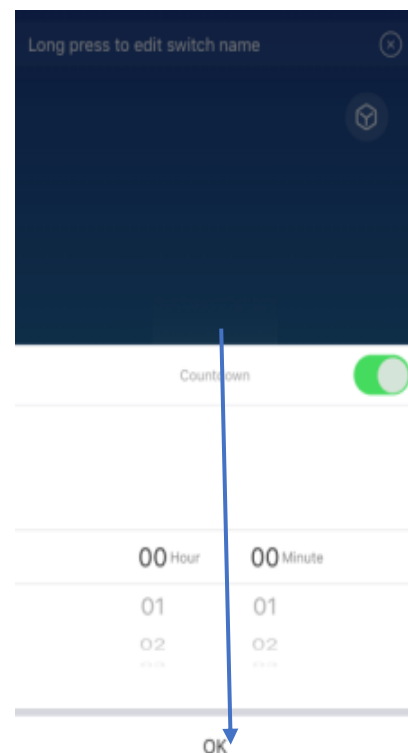 Long press to edit switch name
Countdown
00 Hour 00 Minute
01 01
02 02
OK